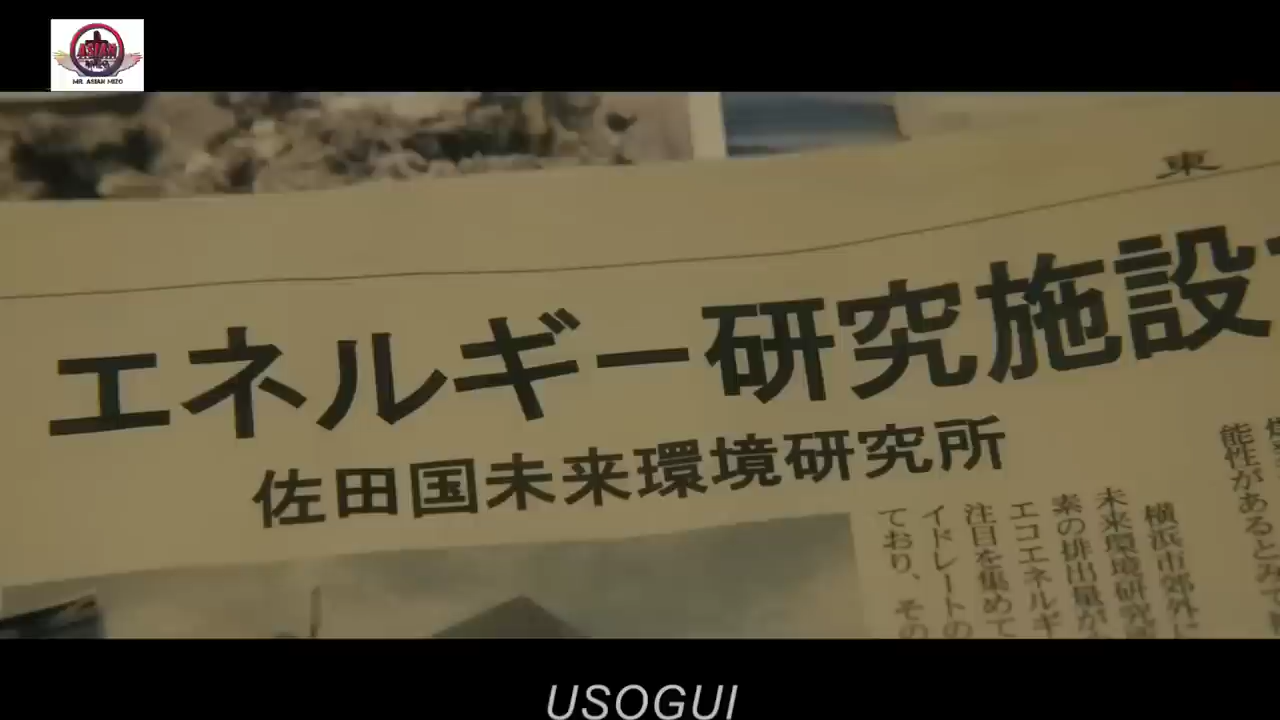 ASIAN
MR. ASIAN MIZO
東
エネルギー研究施設
佐田国未来環境研究所
能性があるとみて
横浜市郊外に
未来環境研究
素の排出量が
エコエネルギ
注目を集めて
イドレートの
ており、その
USOGUI